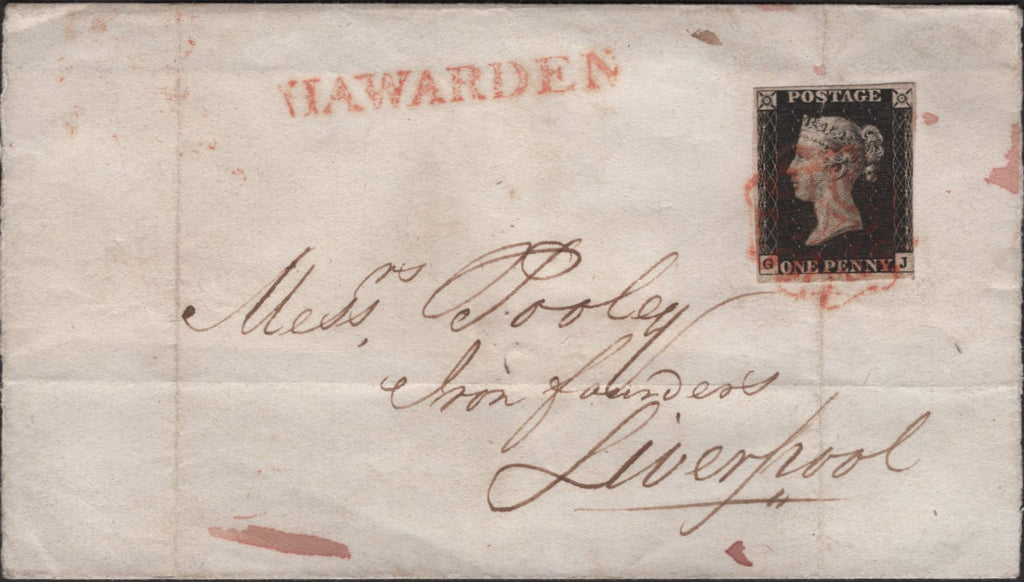 HAWARDEN
POSTAGE
G ONE PENNY J
Messrs. Pooley
Iron founders
Liverpool